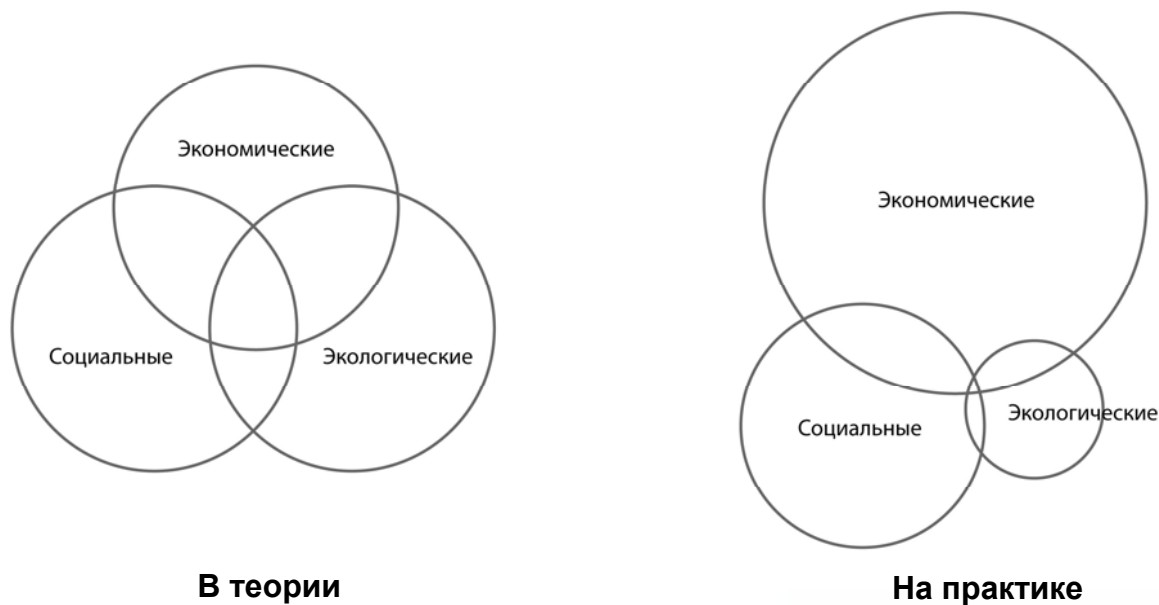 Экономические
Социальные
Экологические
В теории
Экономические
Социальные
Экологические
На практике